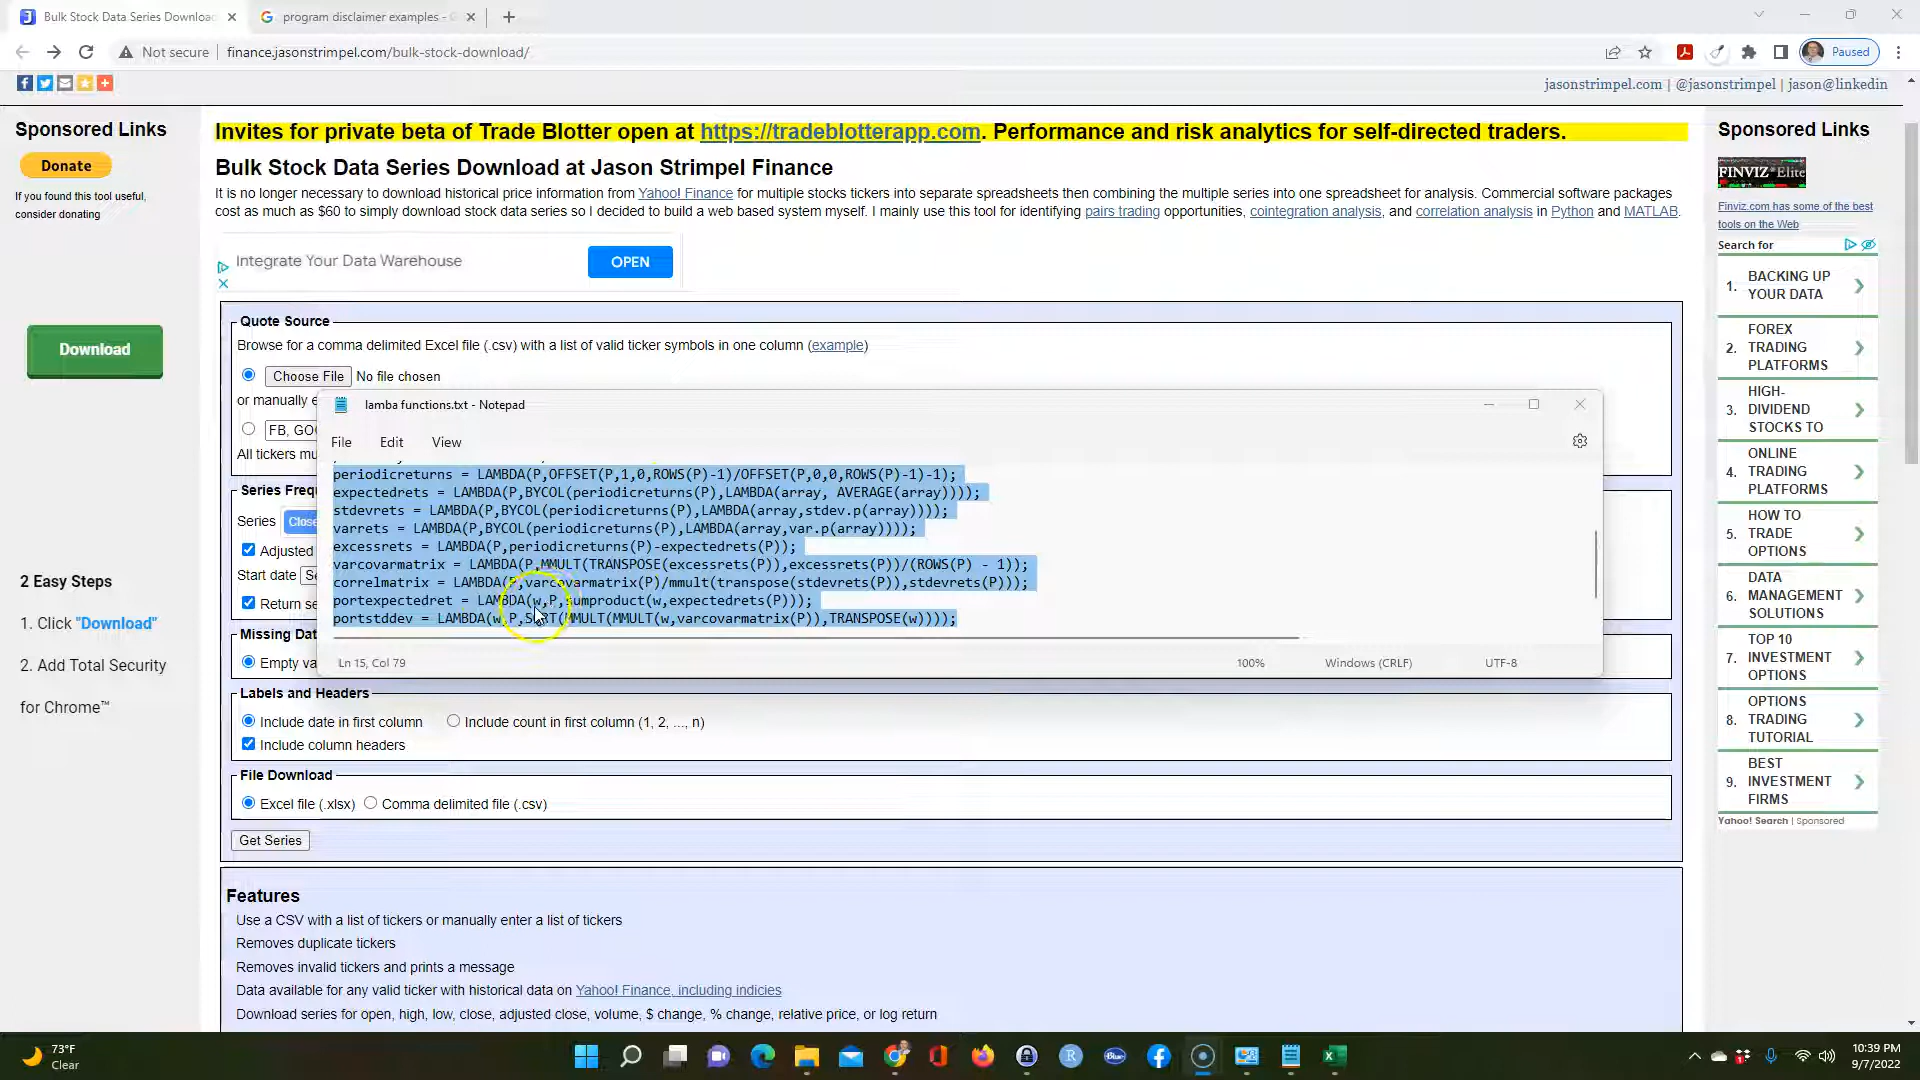 Bulk Stock Data Series Download
program disclaimer examples - G
Not secure | finance.jasonstrimpel.com/bulk-stock-download/
Paused
jasonstrimpel.com | @jasonstrimpel | jason@linkedin
Sponsored Links
Donate
If you found this tool useful,
consider donating
Download
2 Easy Steps
1. Click "Download"
2. Add Total Security
for Chrome™
Invites for private beta of Trade Blotter open at https://tradeblotterapp.com. Performance and risk analytics for self-directed traders.
Bulk Stock Data Series Download at Jason Strimpel Finance
It is no longer necessary to download historical price information from Yahoo! Finance for multiple stocks tickers into separate spreadsheets then combining the multiple series into one spreadsheet for analysis. Commercial software packages
cost as much as $60 to simply download stock data series so I decided to build a web based system myself. I mainly use this tool for identifying pairs trading opportunities, cointegration analysis, and correlation analysis in Python and MATLAB.
Integrate Your Data Warehouse
OPEN
Quote Source
Browse for a comma delimited Excel file (.csv) with a list of valid ticker symbols in one column (example)
Choose File No file chosen
or manually e
FB, GOO
All tickers mu
Series Frequ
Series Close
Adjusted
Start date Se
Return se
Missing Dat
Empty va
lamba functions.txt - Notepad
File Edit View
periodicreturns = LAMBDA(P,OFFSET(P,1,0,ROWS(P)-1)/OFFSET(P,0,0,ROWS(P)-1)-1);
expectedrets = LAMBDA(P,BYCOL(periodicreturns(P),LAMBDA(array, AVERAGE(array))));
stdevrets = LAMBDA(P,BYCOL(periodicreturns(P),LAMBDA(array,stdev.p(array))));
varrets = LAMBDA(P,BYCOL(periodicreturns(P),LAMBDA(array,var.p(array))));
excessrets = LAMBDA(P,periodicreturns(P)-expectedrets(P));
varcovarmatrix = LAMBDA(P,MMULT(TRANSPOSE(excessrets(P)),excessrets(P))/(ROWS(P) - 1));
correlmatrix = LAMBDA(P,varcovarmatrix(P)/mmult(transpose(stdevrets(P)),stdevrets(P)));
portexpectedret = LAMBDA(w,P,sumproduct(w,expectedrets(P)));
portstddev = LAMBDA(w,P,SQRT(MMULT(MMULT(w,varcovarmatrix(P)),TRANSPOSE(w))));
Ln 15, Col 79
100%
Windows (CRLF)
UTF-8
Labels and Headers
Include date in first column
Include count in first column (1, 2, ..., n)
Include column headers
File Download
Excel file (.xlsx)
Comma delimited file (.csv)
Get Series
Features
Use a CSV with a list of tickers or manually enter a list of tickers
Removes duplicate tickers
Removes invalid tickers and prints a message
Data available for any valid ticker with historical data on Yahoo! Finance, including indicies
Download series for open, high, low, close, adjusted close, volume, $ change, % change, relative price, or log return
Sponsored Links
FINVIZ Elite
Finviz.com has some of the best
tools on the Web
Search for
1. BACKING UP
YOUR DATA
2. FOREX
TRADING
PLATFORMS
3. HIGH-
DIVIDEND
STOCKS TO
4. ONLINE
TRADING
PLATFORMS
5. HOW TO
TRADE
OPTIONS
6. DATA
MANAGEMENT
SOLUTIONS
7. TOP 10
INVESTMENT
OPTIONS
8. OPTIONS
TRADING
TUTORIAL
9. BEST
INVESTMENT
FIRMS
Yahoo! Search | Sponsored
73°F
Clear
10:39 PM
9/7/2022